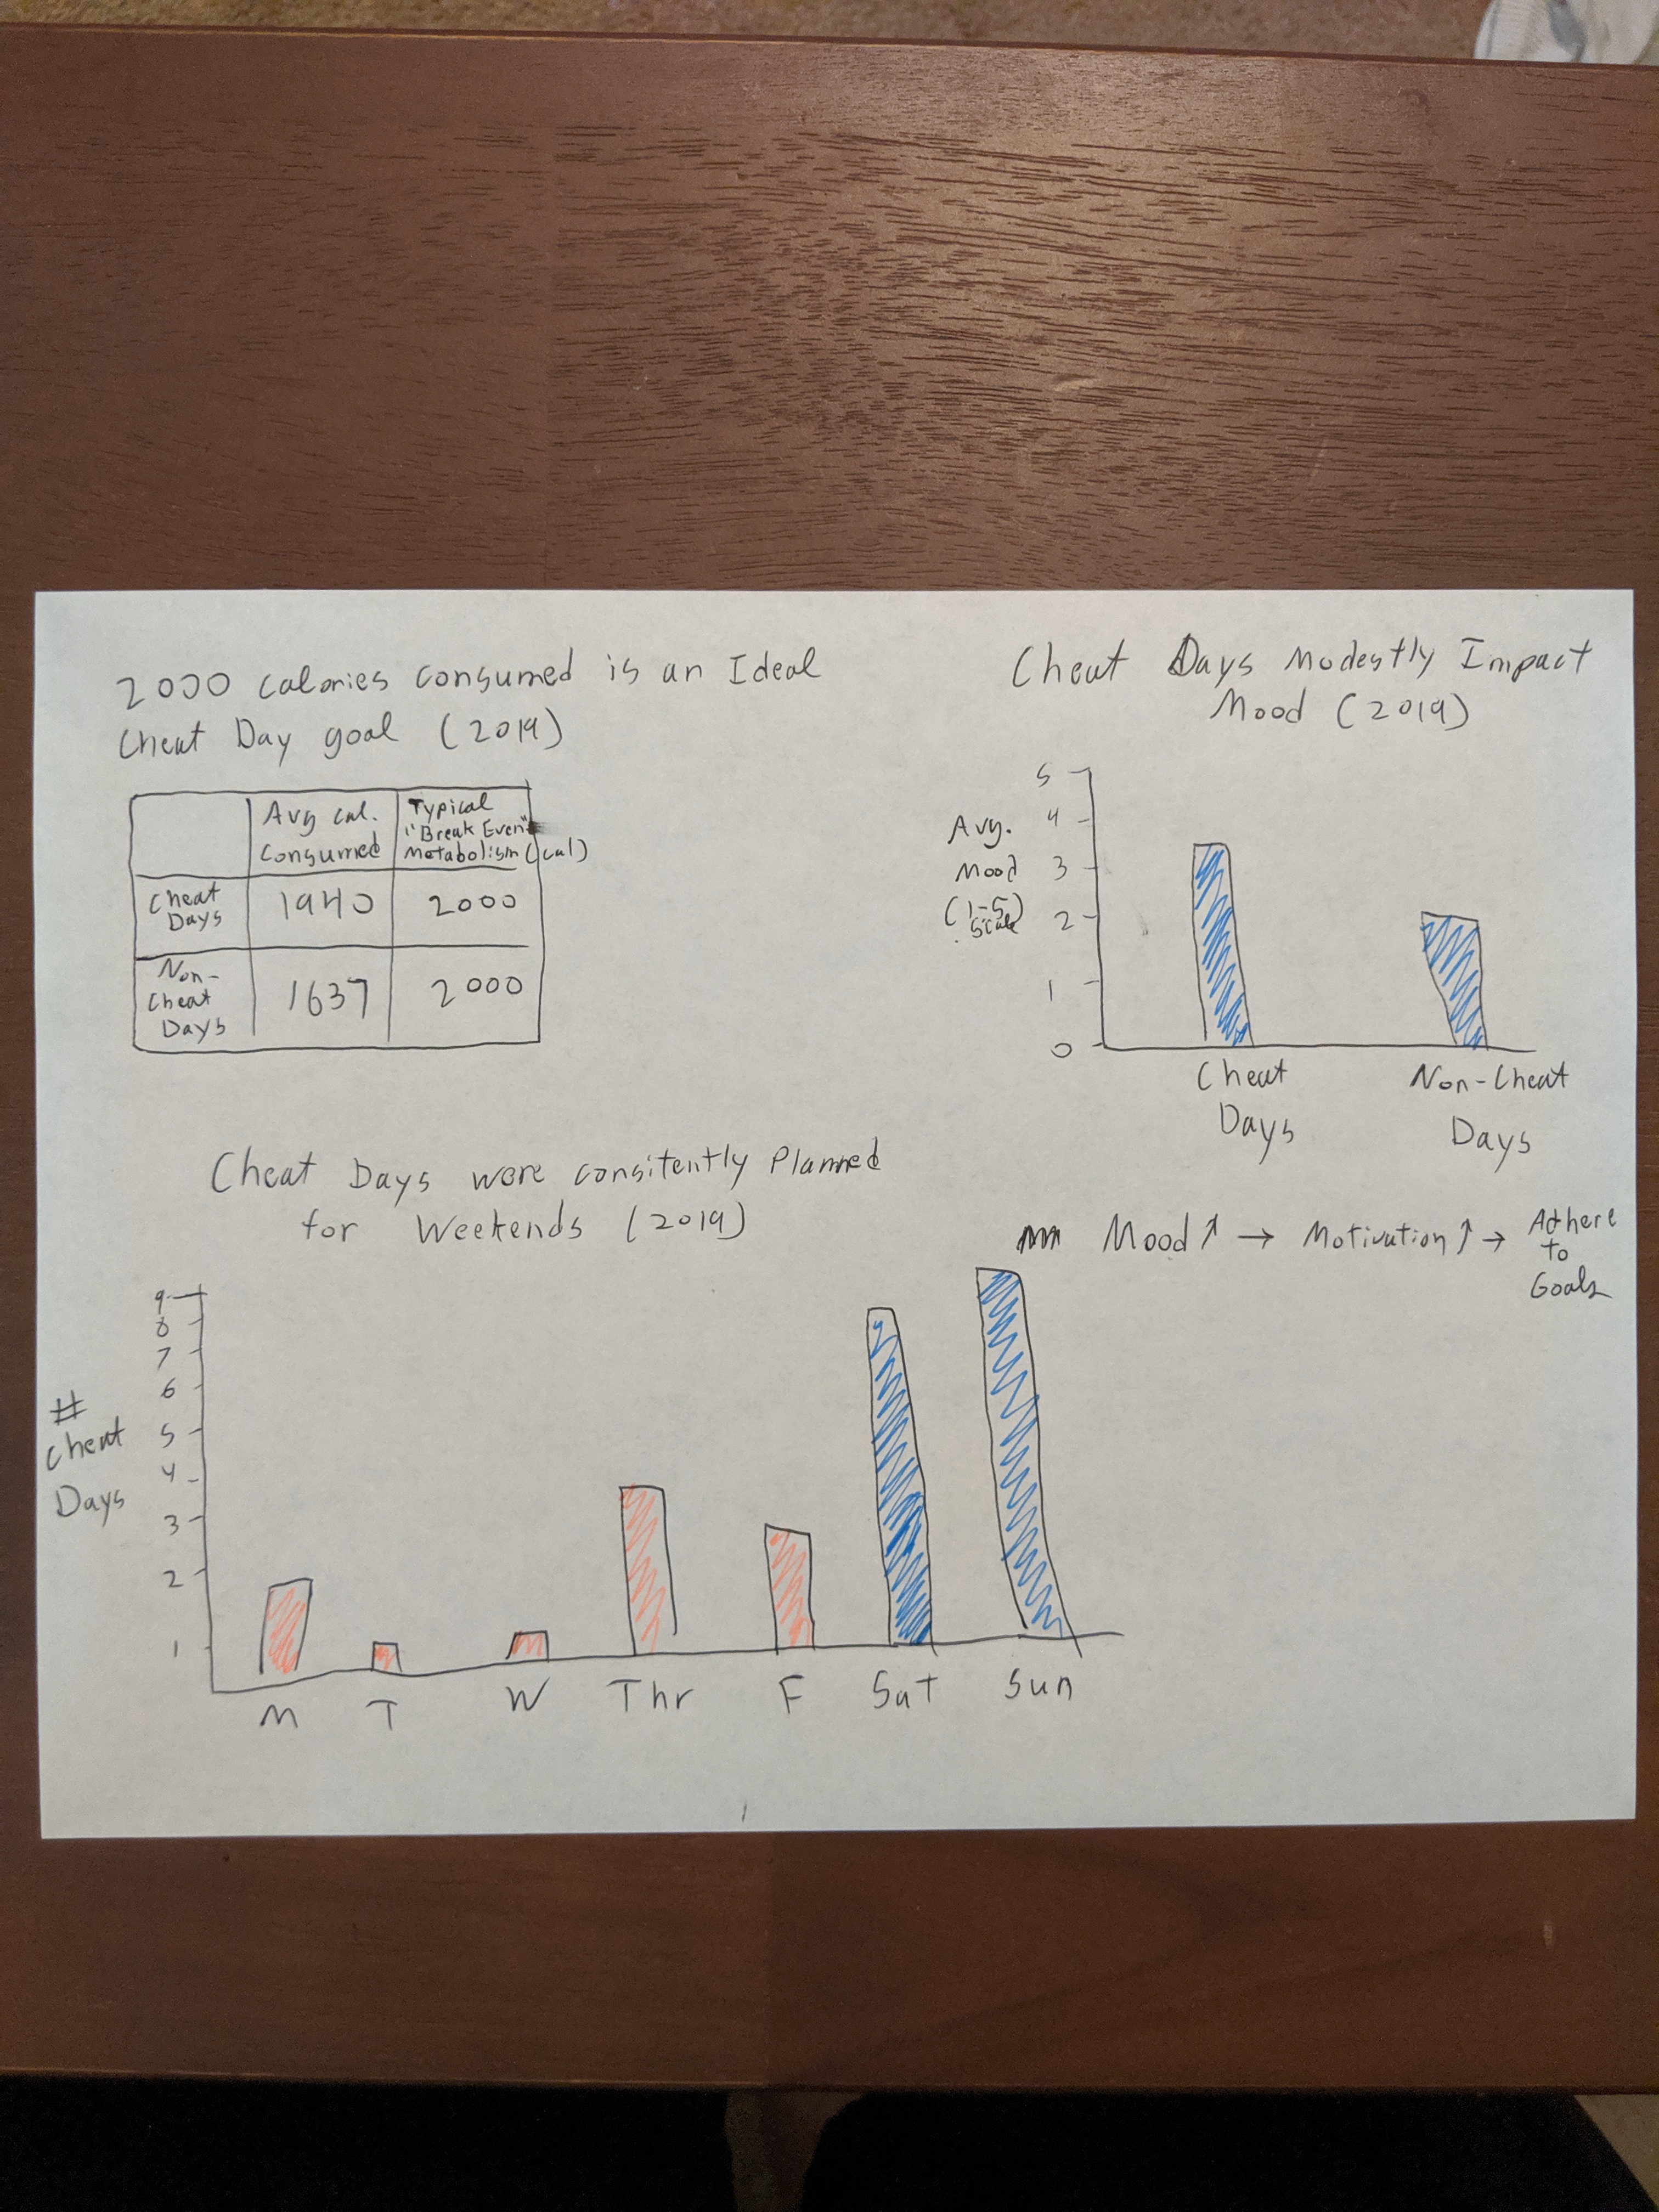 2000 calories consumed is an Ideal
Cheat Day goal (2019)
Avg cal.
Consumed
Typical
"Break Even"
Metabolism (cal)
Cheat
Days
1940
2000
Non-
Cheat
Days
1637
2000
Cheat Days Modestly Impact
Mood (2019)
Avg.
Mood
(1-5)
Scale
5
4
3
2
1
0
Cheat
Days
Non-Cheat
Days
Mood ↑ → Motivation ↑ → Adhere
to
Goals
Cheat Days were consitently Planned
for Weekends (2019)
#
Cheat
Days
9
8
7
6
5
4
3
2
1
M T W Thr F Sat Sun